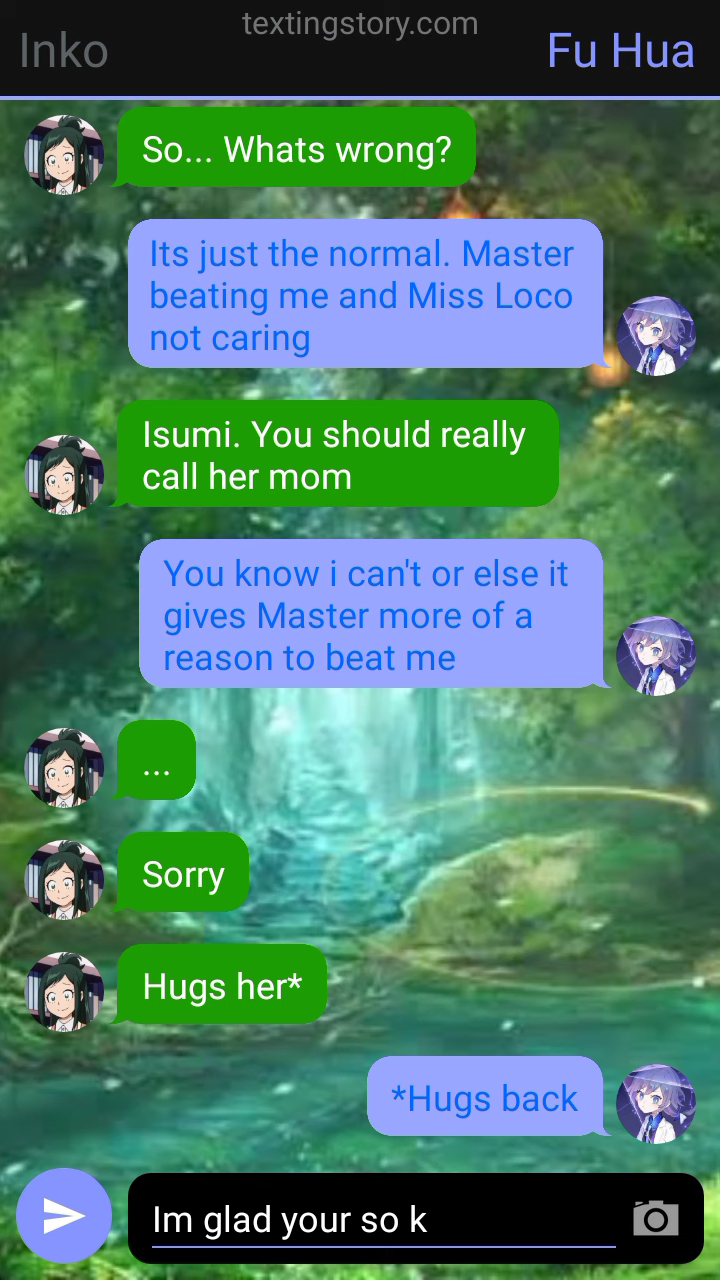 textingstory.com
Inko
Fu Hua
So... Whats wrong?
Its just the normal. Master
beating me and Miss Loco
not caring
Isumi. You should really
call her mom
You know i can't or else it
gives Master more of a
reason to beat me
...
Sorry
Hugs her*
*Hugs back
Im glad your so k